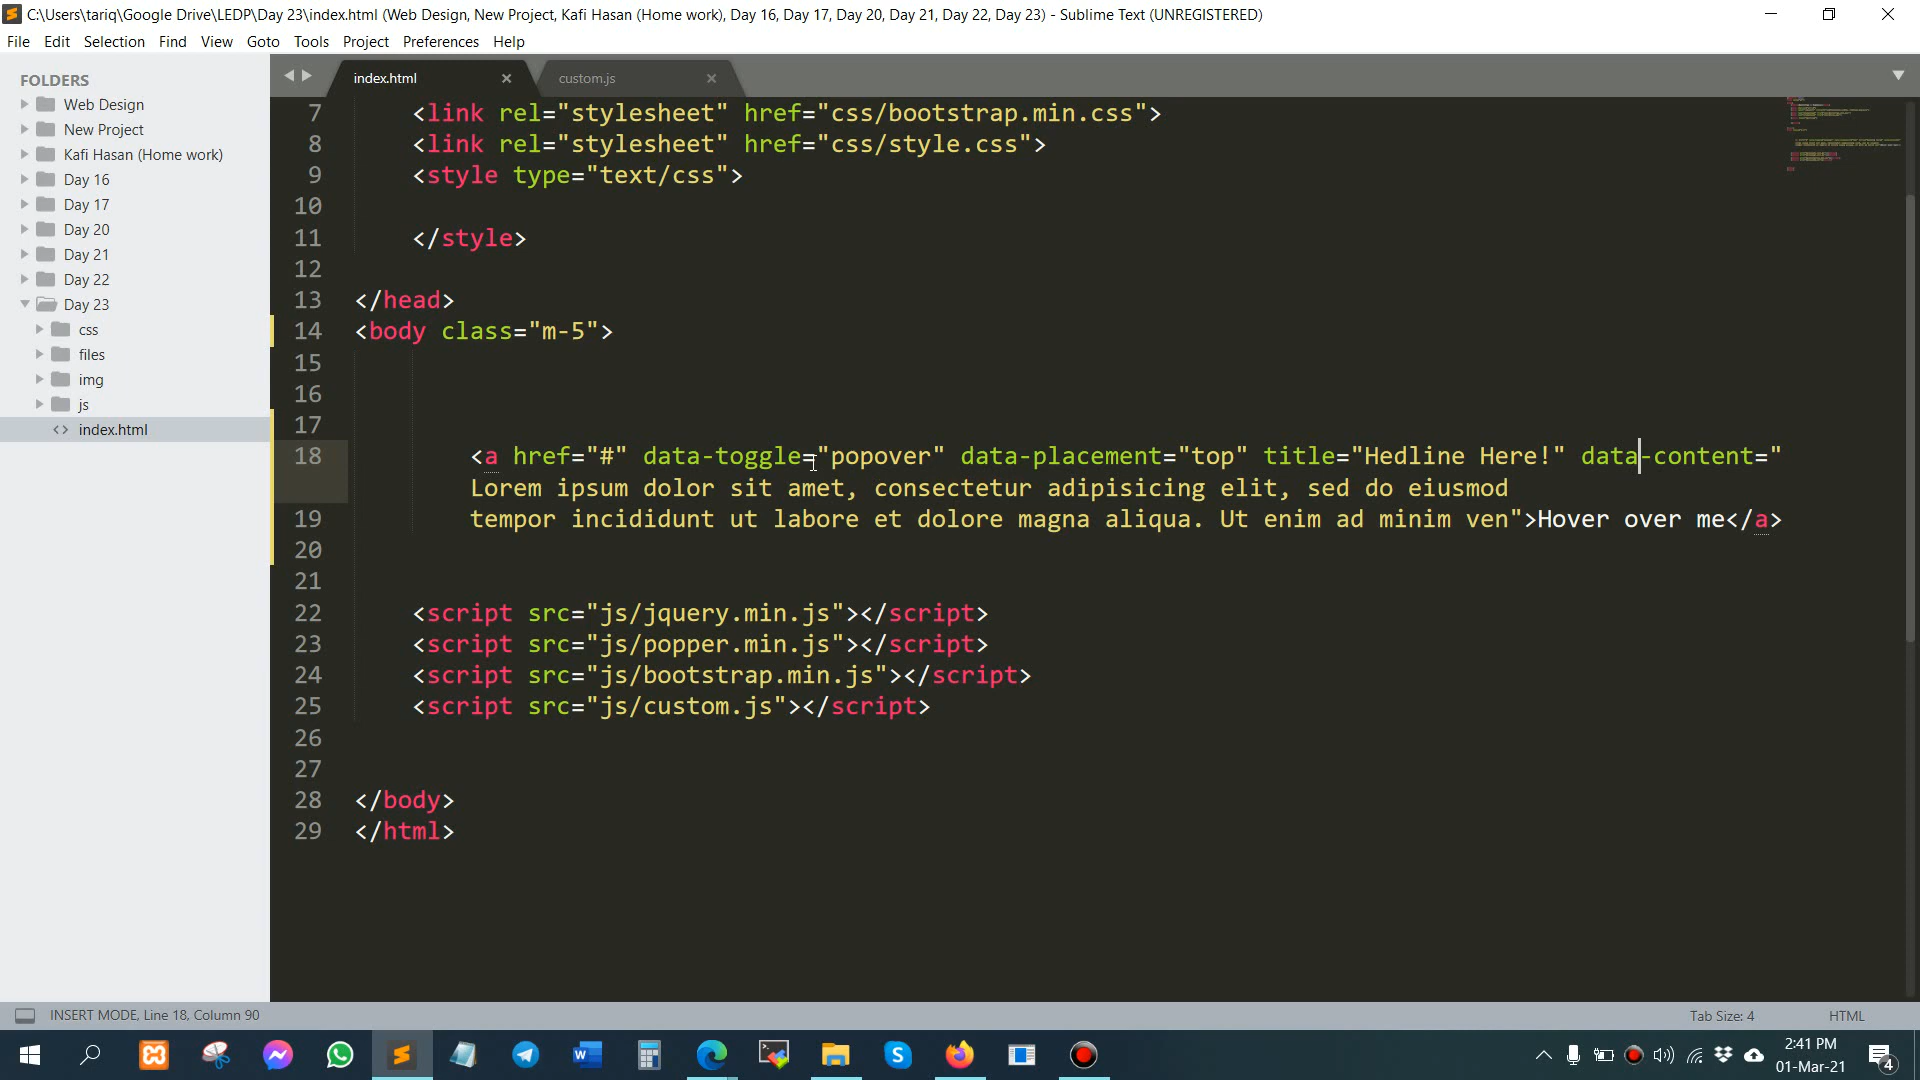 C:\Users\tariq\Google Drive\LEDP\Day 23\index.html (Web Design, New Project, Kafi Hasan (Home work), Day 16, Day 17, Day 20, Day 21, Day 22, Day 23) - Sublime Text (UNREGISTERED)
File Edit Selection Find View Goto Tools Project Preferences Help
FOLDERS
Web Design
New Project
Kafi Hasan (Home work)
Day 16
Day 17
Day 20
Day 21
Day 22
Day 23
css
files
img
js
<> index.html
index.html custom.js
7 <link rel="stylesheet" href="css/bootstrap.min.css">
8 <link rel="stylesheet" href="css/style.css">
9 <style type="text/css">
10
11 </style>
12
13 </head>
14 <body class="m-5">
15
16
17
18 <a href="#" data-toggle="popover" data-placement="top" title="Hedline Here!" data-content="
Lorem ipsum dolor sit amet, consectetur adipisicing elit, sed do eiusmod
19 tempor incididunt ut labore et dolore magna aliqua. Ut enim ad minim ven">Hover over me</a>
20
21
22 <script src="js/jquery.min.js"></script>
23 <script src="js/popper.min.js"></script>
24 <script src="js/bootstrap.min.js"></script>
25 <script src="js/custom.js"></script>
26
27
28 </body>
29 </html>
INSERT MODE, Line 18, Column 90
Tab Size: 4 HTML
2:41 PM
01-Mar-21
4